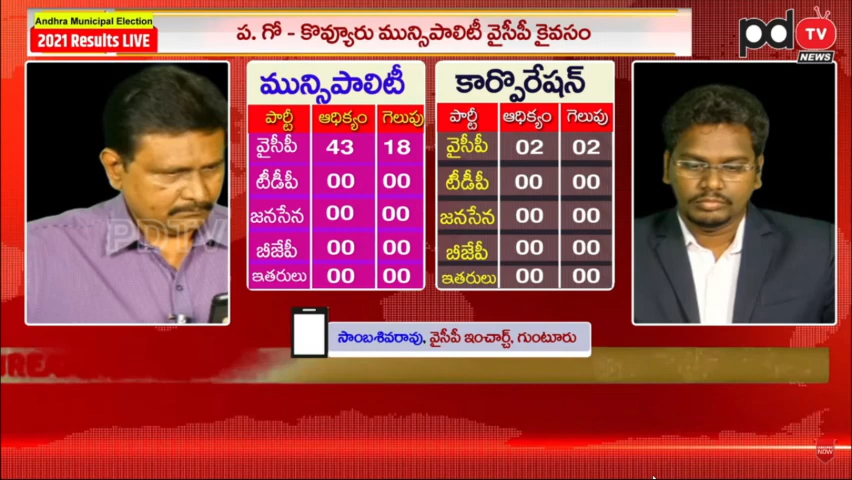 Andhra Municipal Election
2021 Results LIVE
ప. గో - కొవ్యూరు మున్సిపాలిటీ వైసీపీ కైవసం
pd TV
NEWS
మున్సిపాలిటీ
పార్టీ ఆధిక్యం గెలుపు
వైసీపీ 43 18
టీడీపీ 00 00
జనసేన 00 00
బీజేపీ 00 00
ఇతరులు 00 00
కార్పొరేషన్
పార్టీ ఆధిక్యం గెలుపు
వైసీపీ 02 02
టీడీపీ 00 00
జనసేన 00 00
బీజేపీ 00 00
ఇతరులు 00 00
PDTV
సాంబశివరావు, వైసీపీ ఇంచార్జ్, గుంటూరు